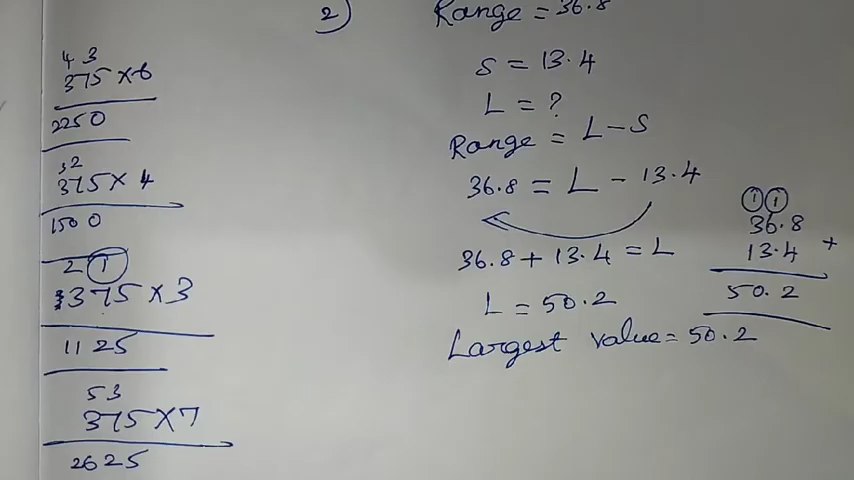 4 3
375 × 6
2250
3 2
375 × 4
1500
2 1
375 × 3
1125
5 3
375 × 7
2625
2)
Range = 36.8
S = 13.4
L = ?
Range = L - S
36.8 = L - 13.4
36.8 + 13.4 = L
L = 50.2
Largest value = 50.2
1 1
36.8
13.4 +
50.2